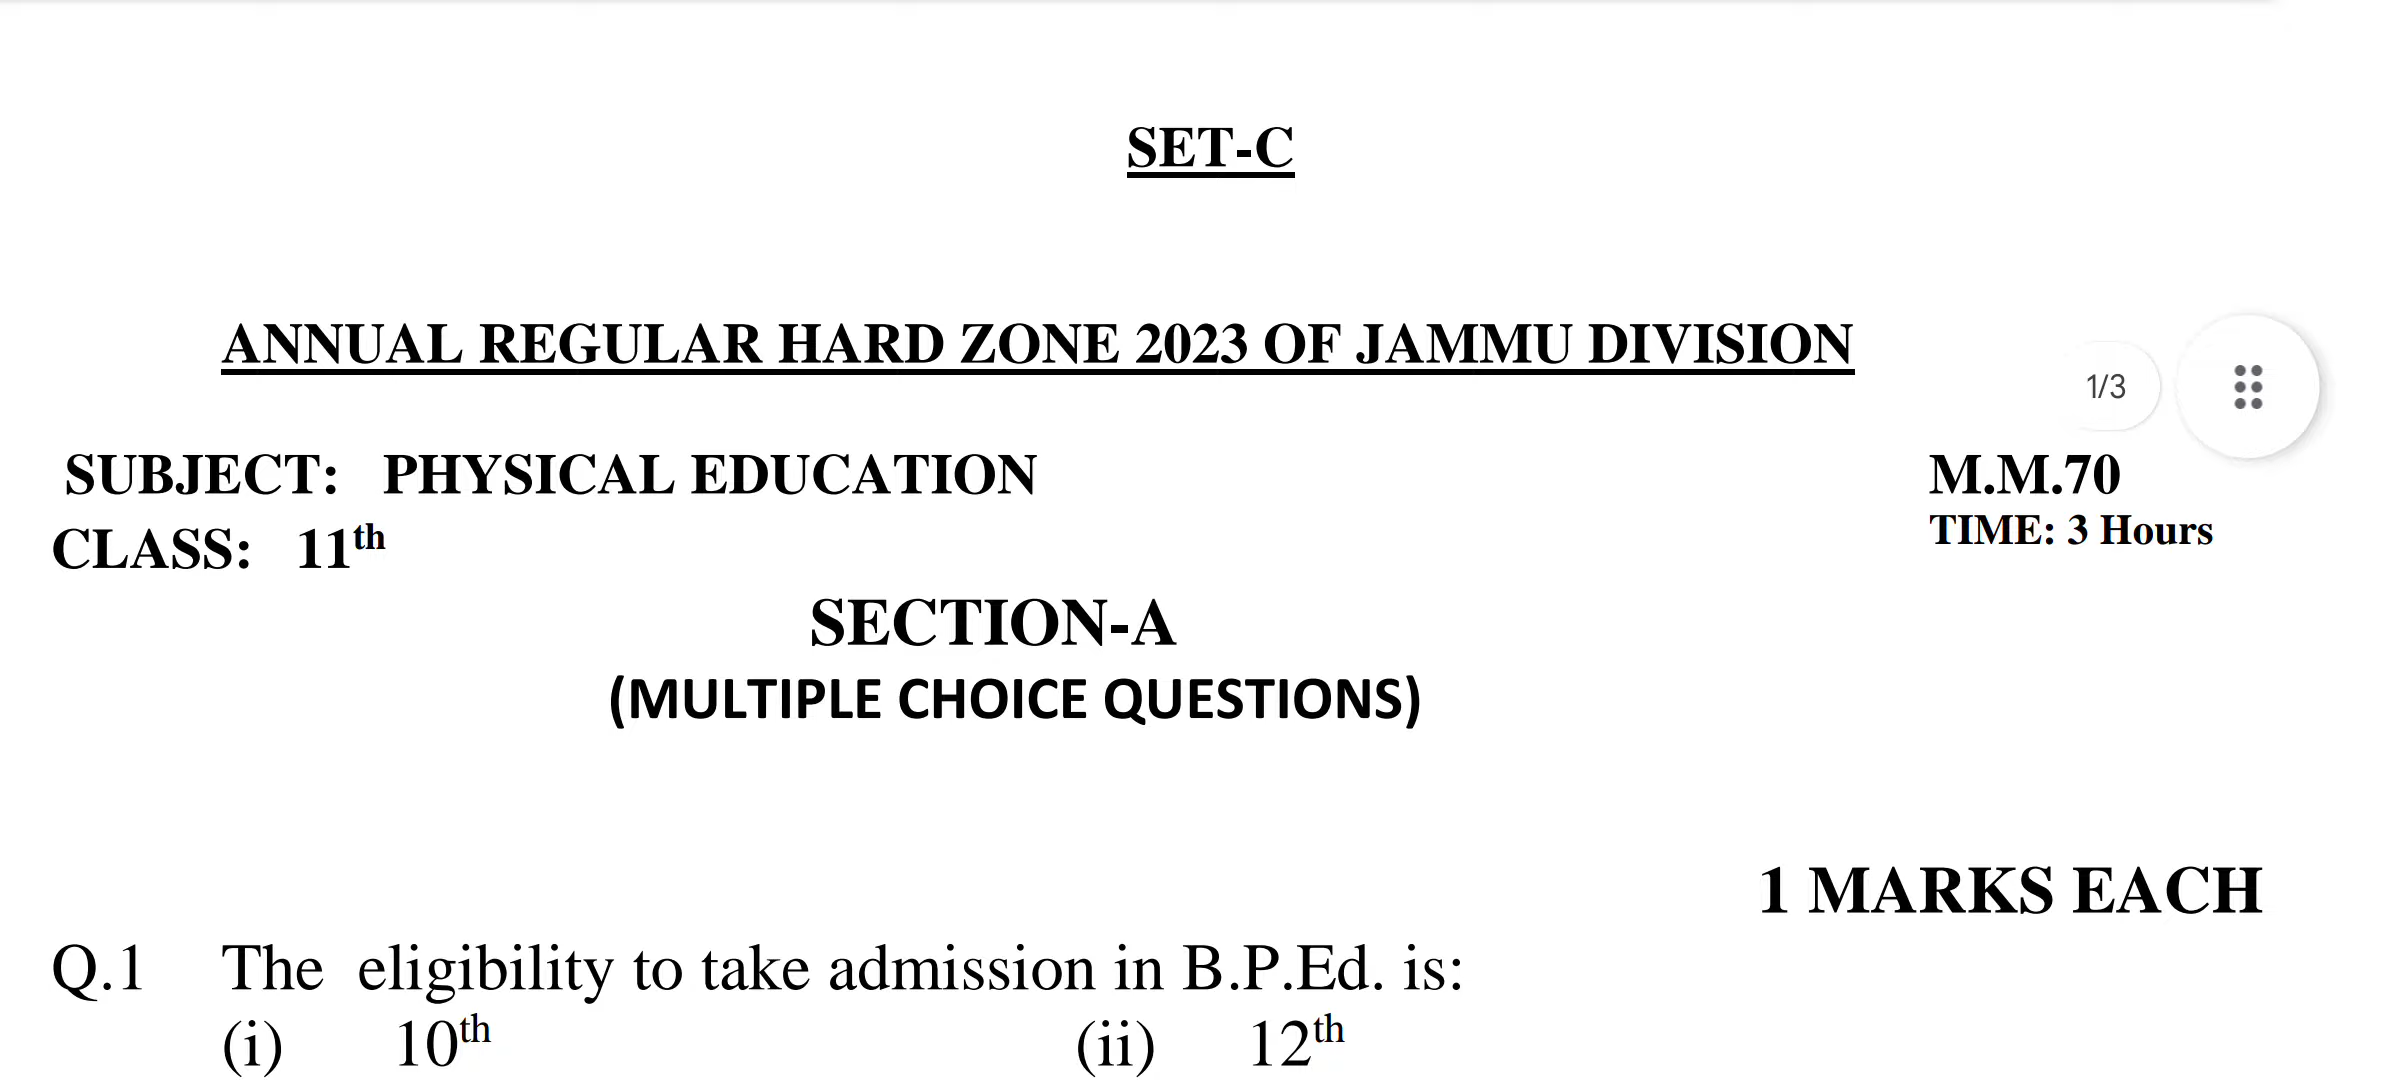 SET-C
ANNUAL REGULAR HARD ZONE 2023 OF JAMMU DIVISION
1/3
SUBJECT: PHYSICAL EDUCATION M.M.70
CLASS: 11th TIME: 3 Hours
SECTION-A
(MULTIPLE CHOICE QUESTIONS)
1 MARKS EACH
Q.1 The eligibility to take admission in B.P.Ed. is:
(i) 10th (ii) 12th